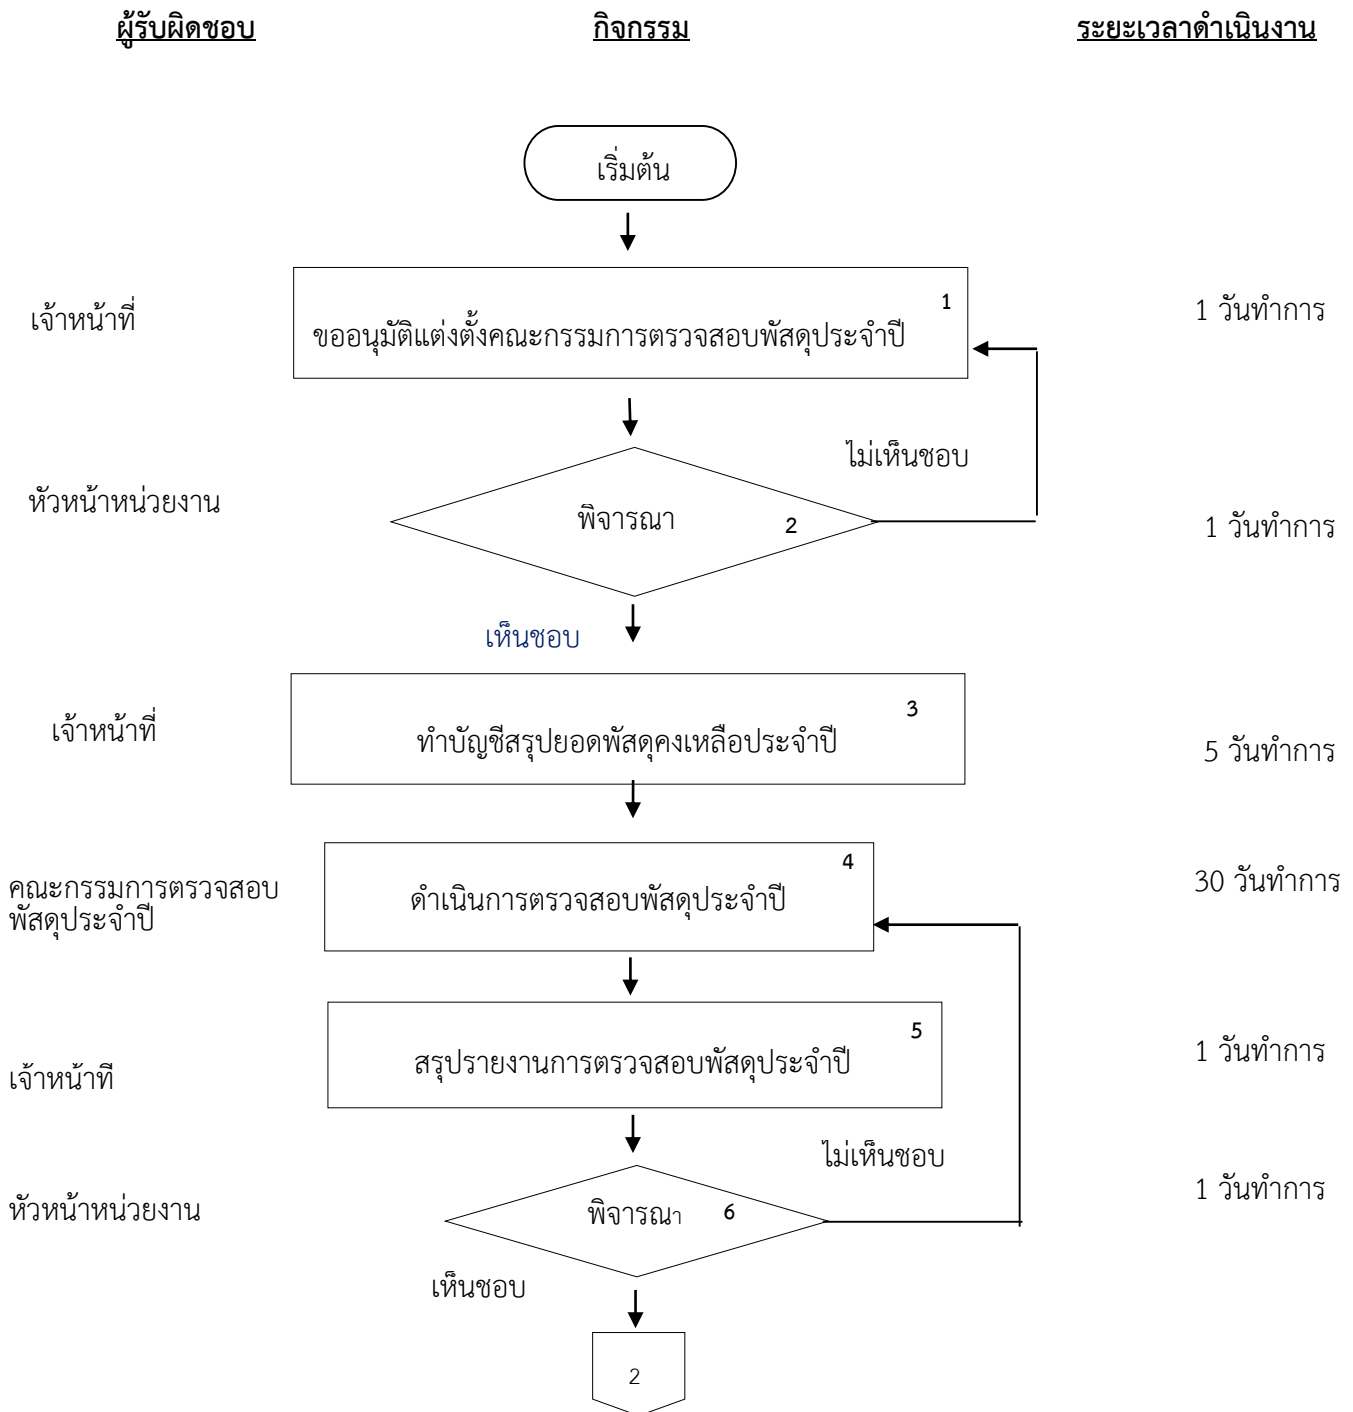 ผู้รับผิดชอบ กิจกรรม ระยะเวลาดำเนินงาน
เริ่มต้น
เจ้าหน้าที่ ขออนุมัติแต่งตั้งคณะกรรมการตรวจสอบพัสดุประจำปี 1 1 วันทำการ
ไม่เห็นชอบ
หัวหน้าหน่วยงาน พิจารณา 2 1 วันทำการ
เห็นชอบ
เจ้าหน้าที่ ทำบัญชีสรุปยอดพัสดุคงเหลือประจำปี 3 5 วันทำการ
คณะกรรมการตรวจสอบ
พัสดุประจำปี ดำเนินการตรวจสอบพัสดุประจำปี 4 30 วันทำการ
เจ้าหน้าที สรุปรายงานการตรวจสอบพัสดุประจำปี 5 1 วันทำการ
ไม่เห็นชอบ
หัวหน้าหน่วยงาน พิจารณา 6 1 วันทำการ
เห็นชอบ
2